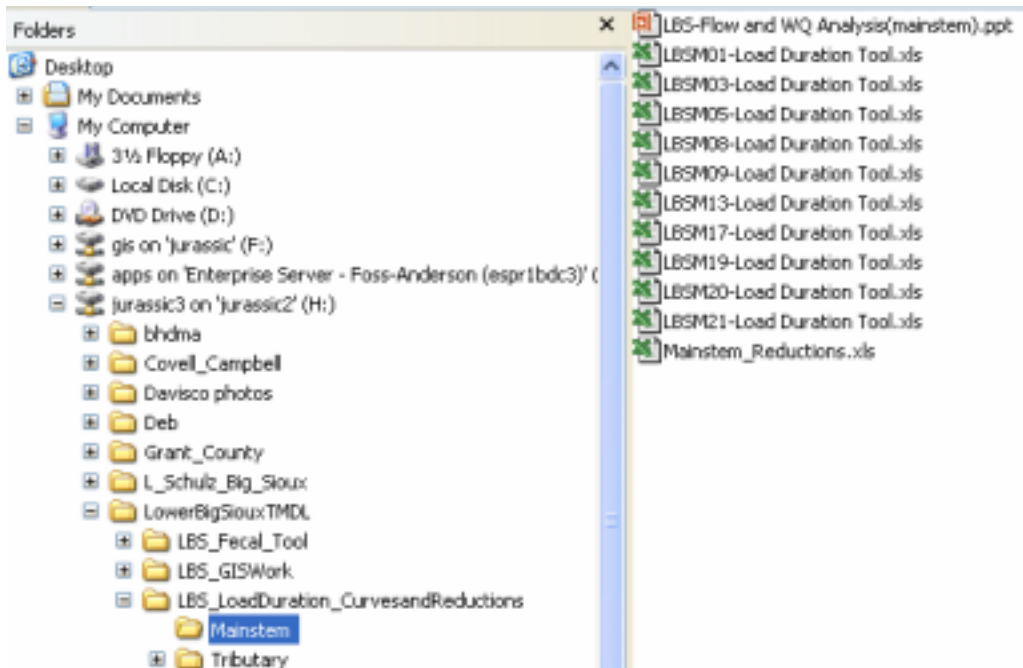 Folders
Desktop
My Documents
My Computer
3½ Floppy (A:)
Local Disk (C:)
DVD Drive (D:)
gis on 'jurassic' (F:)
apps on 'Enterprise Server - Foss-Anderson (espr1bdc3)' (
jurassic3 on 'jurassic2' (H:)
bhdma
Covell_Campbell
Davisco photos
Deb
Grant_County
L_Schulz_Big_Sioux
LowerBigSiouxTMDL
LBS_Fecal_Tool
LBS_GISWork
LBS_LoadDuration_CurvesandReductions
Mainstem
Tributary
LBS-Flow and WQ Analysis(mainstem).ppt
LBSM01-Load Duration Tool.xls
LBSM03-Load Duration Tool.xls
LBSM05-Load Duration Tool.xls
LBSM08-Load Duration Tool.xls
LBSM09-Load Duration Tool.xls
LBSM13-Load Duration Tool.xls
LBSM17-Load Duration Tool.xls
LBSM19-Load Duration Tool.xls
LBSM20-Load Duration Tool.xls
LBSM21-Load Duration Tool.xls
Mainstem_Reductions.xls